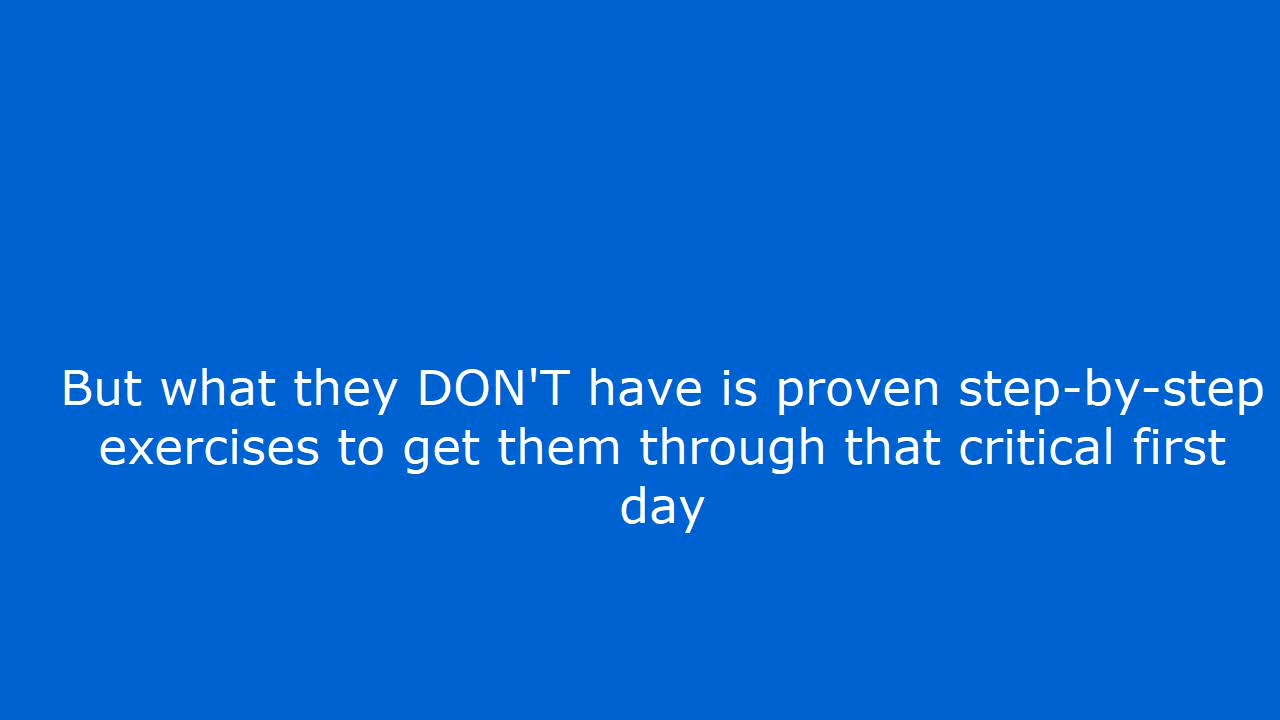 But what they DON'T have is proven step-by-step
exercises to get them through that critical first
day